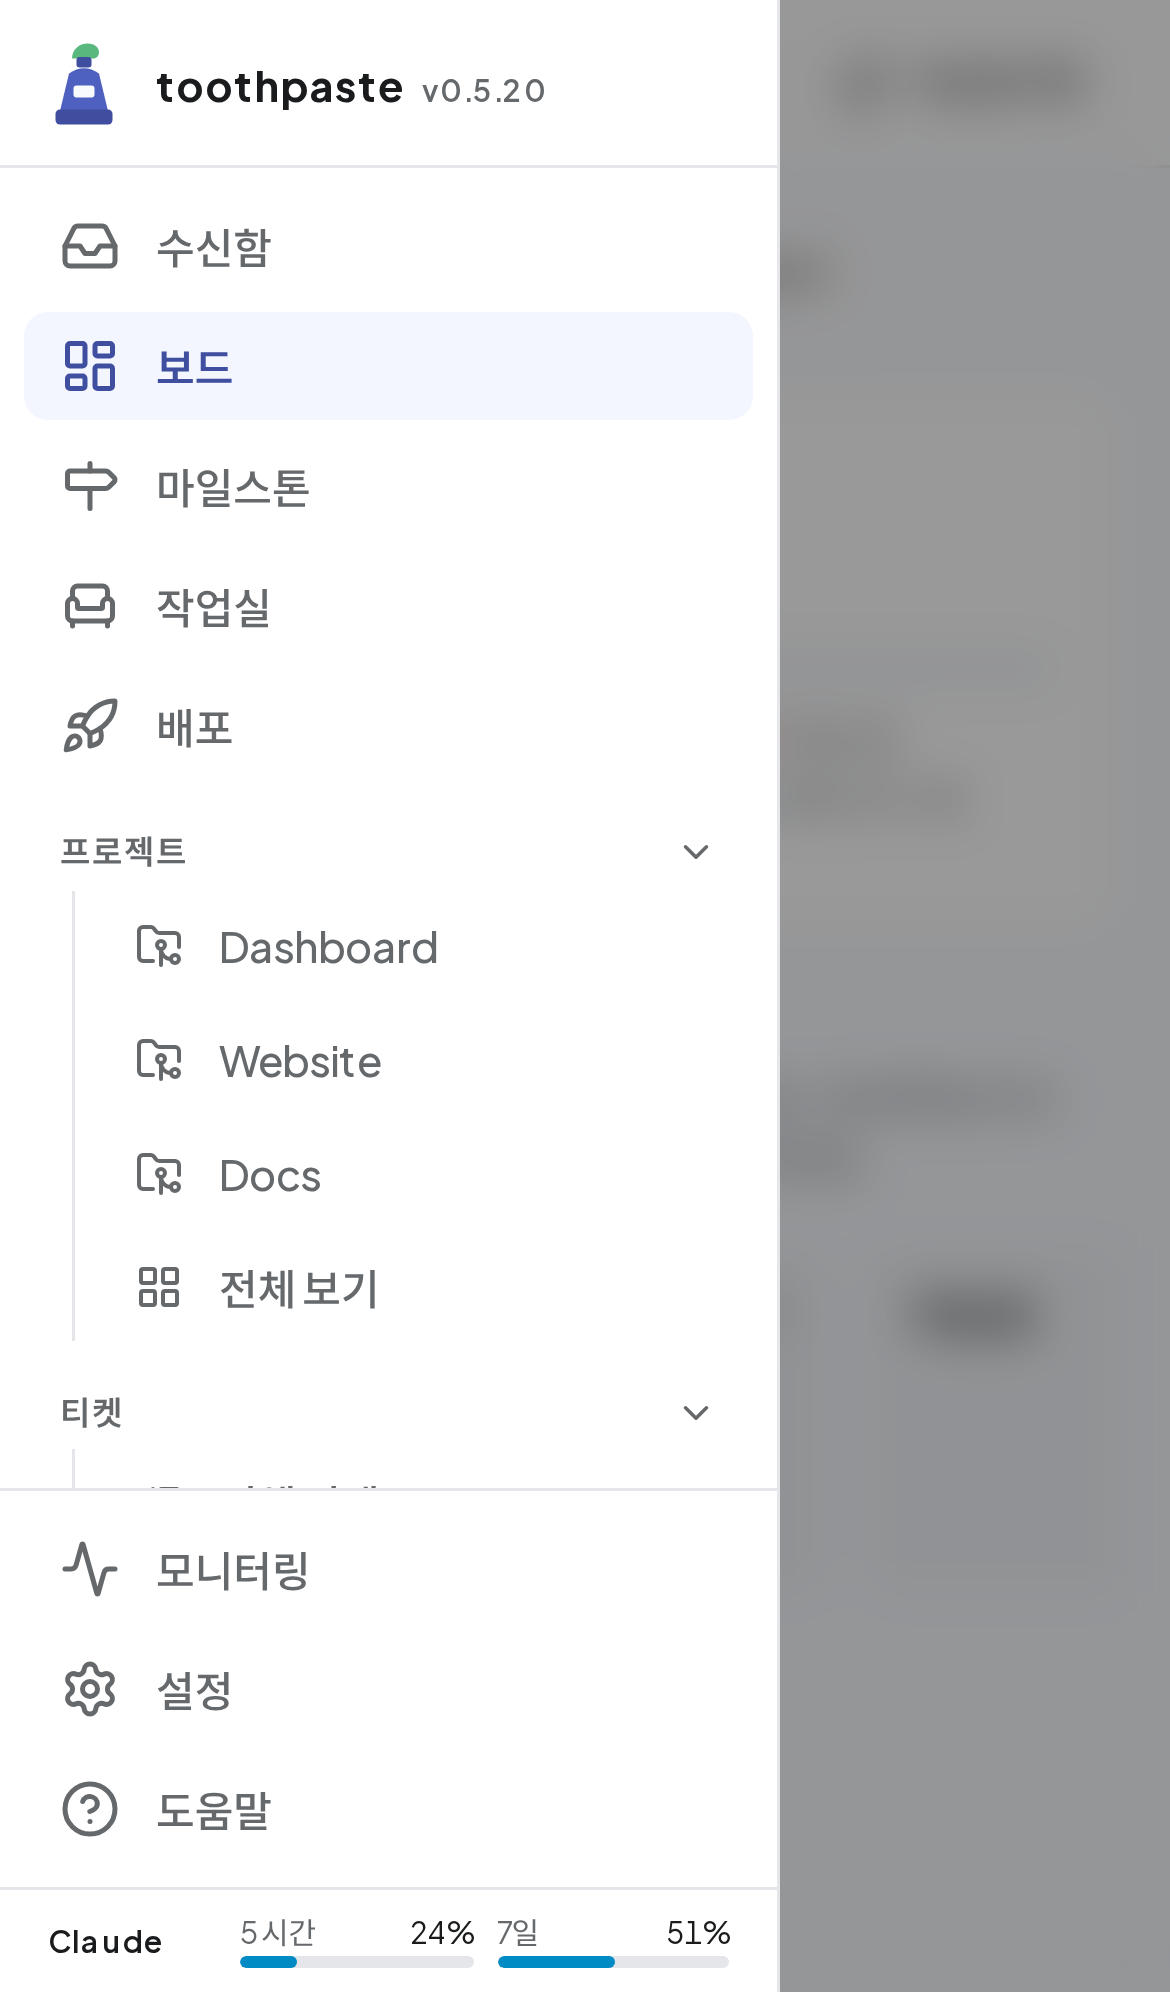 toothpaste v0.5.20
수신함
보드
마일스톤
작업실
배포
프로젝트
Dashboard
Website
Docs
전체 보기
티켓
모니터링
설정
도움말
Claude 5시간 24% 7일 51%